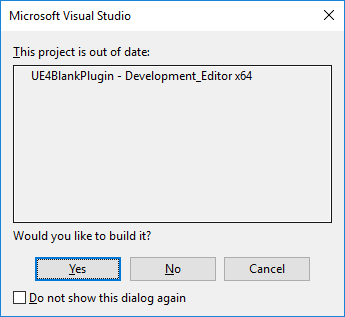 Microsoft Visual Studio
This project is out of date:
UE4BlankPlugin - Development_Editor x64
Would you like to build it?
Yes No Cancel
Do not show this dialog again